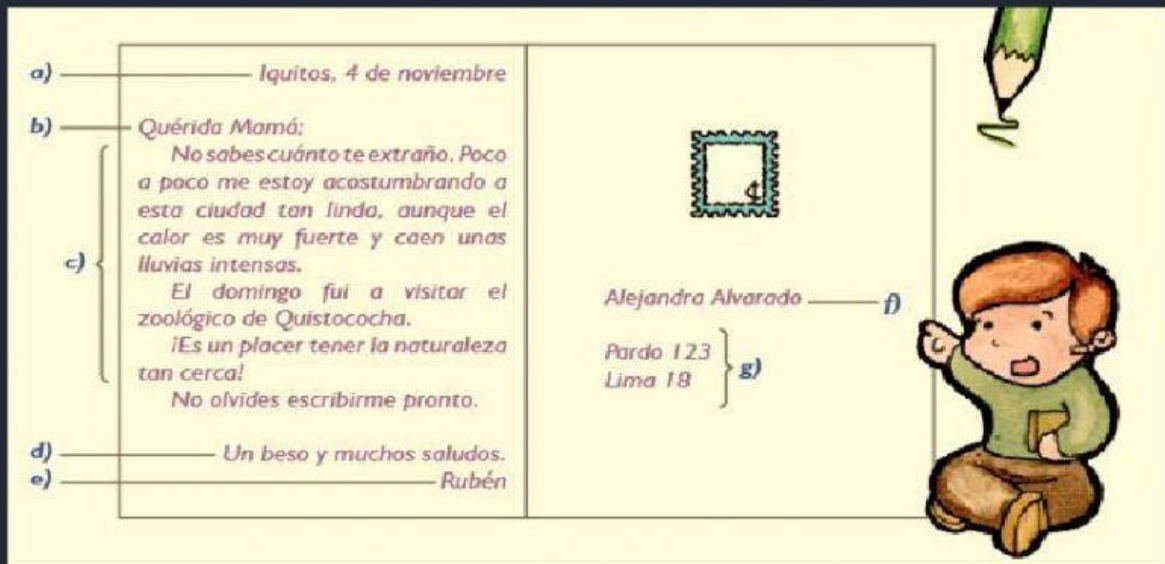 a) Iquitos, 4 de noviembre
b) Quérida Mamá:
c) No sabes cuánto te extraño. Poco
a poco me estoy acostumbrando a
esta ciudad tan linda, aunque el
calor es muy fuerte y caen unas
lluvias intensas.
El domingo fui a visitar el
zoológico de Quistococha.
¡Es un placer tener la naturaleza
tan cerca!
No olvides escribirme pronto.
d) Un beso y muchos saludos.
e) Rubén
¢
Alejandra Alvarado f)
Pardo 123
Lima 18
g)